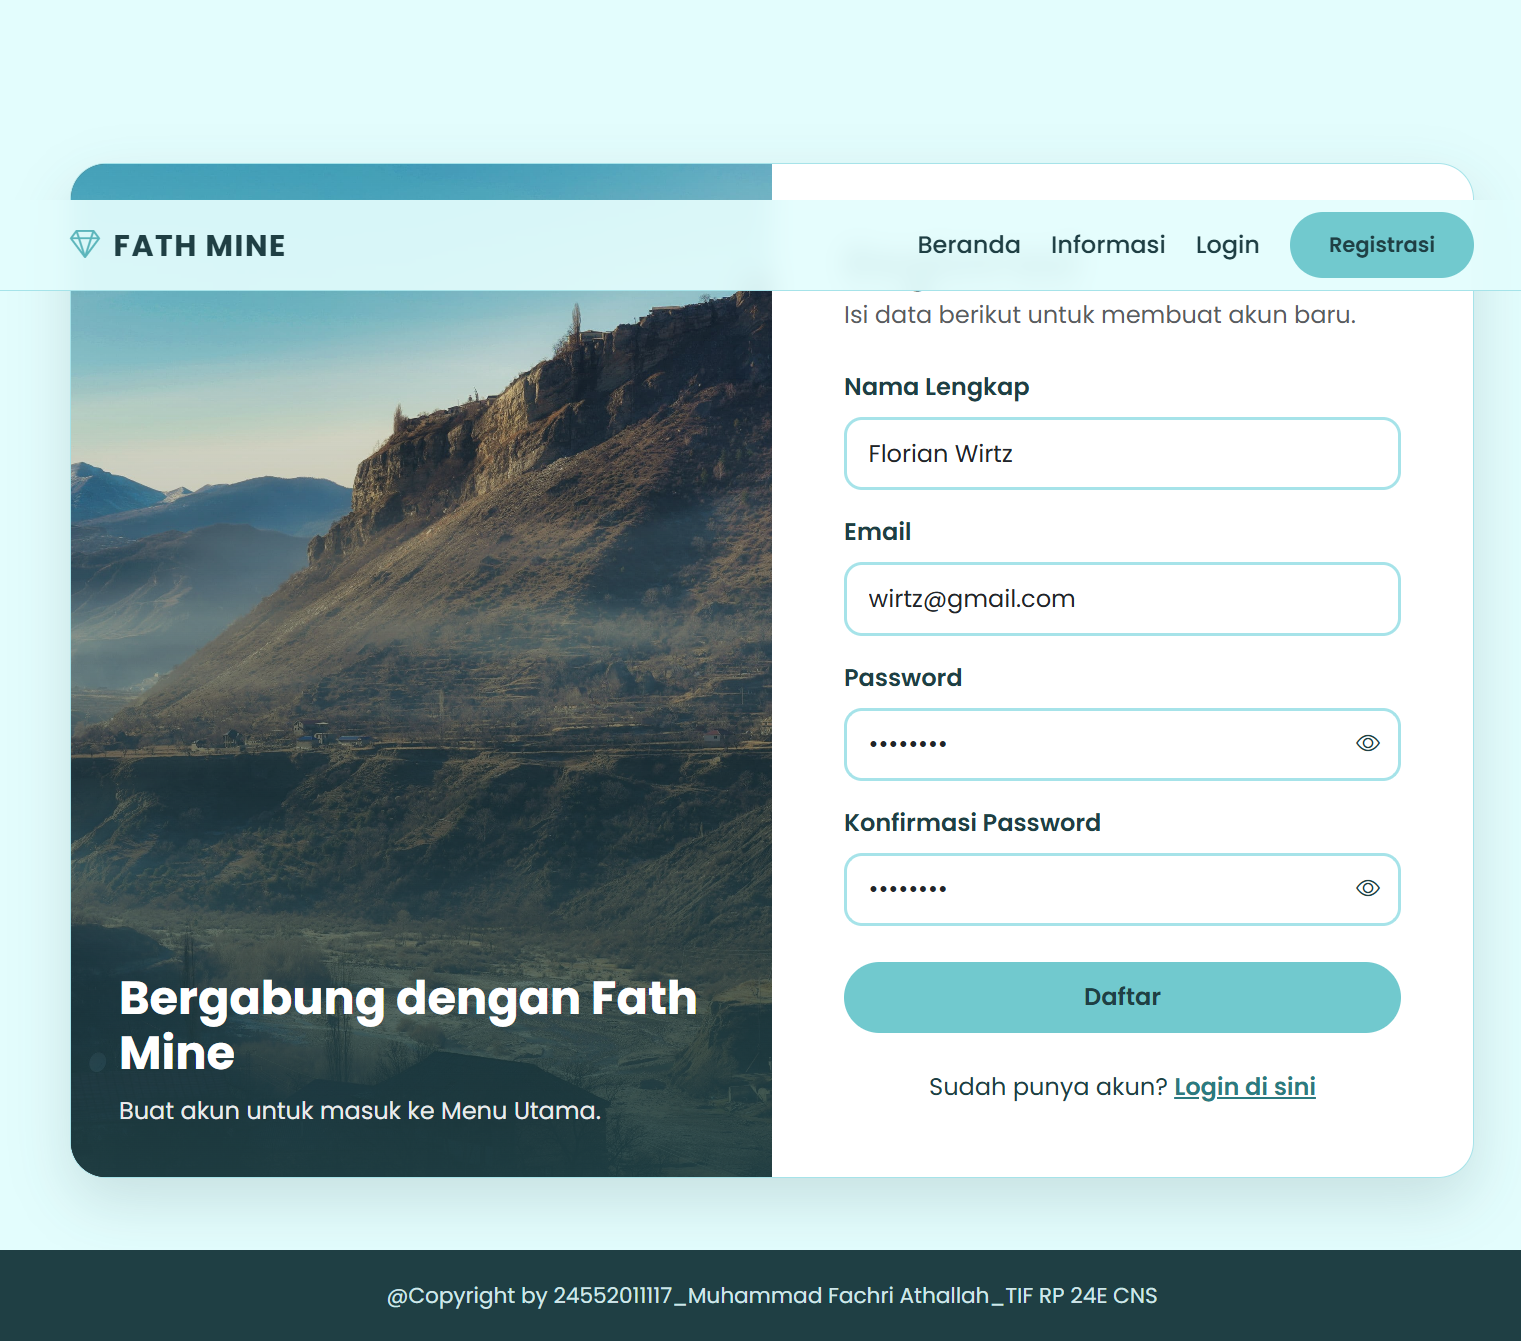 FATH MINE
Beranda
Informasi
Login
Registrasi
Isi data berikut untuk membuat akun baru.
Nama Lengkap
Florian Wirtz
Email
wirtz@gmail.com
Password
••••••••
Konfirmasi Password
••••••••
Daftar
Sudah punya akun? Login di sini
Bergabung dengan Fath
Mine
Buat akun untuk masuk ke Menu Utama.
@Copyright by 24552011117_Muhammad Fachri Athallah_TIF RP 24E CNS